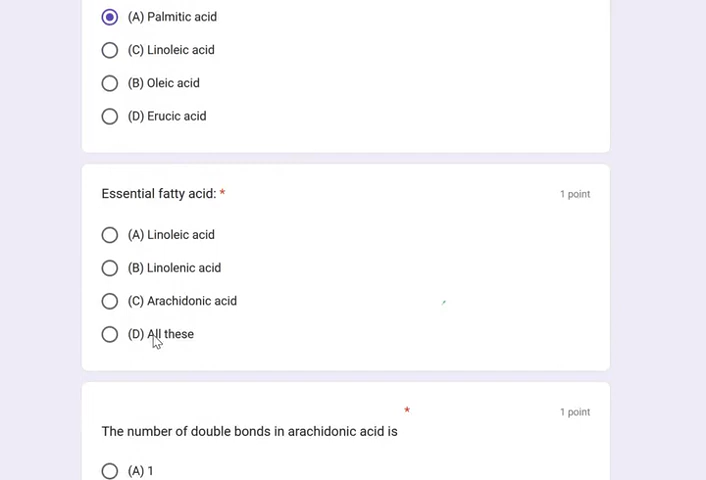 (A) Palmitic acid
(C) Linoleic acid
(B) Oleic acid
(D) Erucic acid
Essential fatty acid: *
1 point
(A) Linoleic acid
(B) Linolenic acid
(C) Arachidonic acid
(D) All these
*
1 point
The number of double bonds in arachidonic acid is
(A) 1